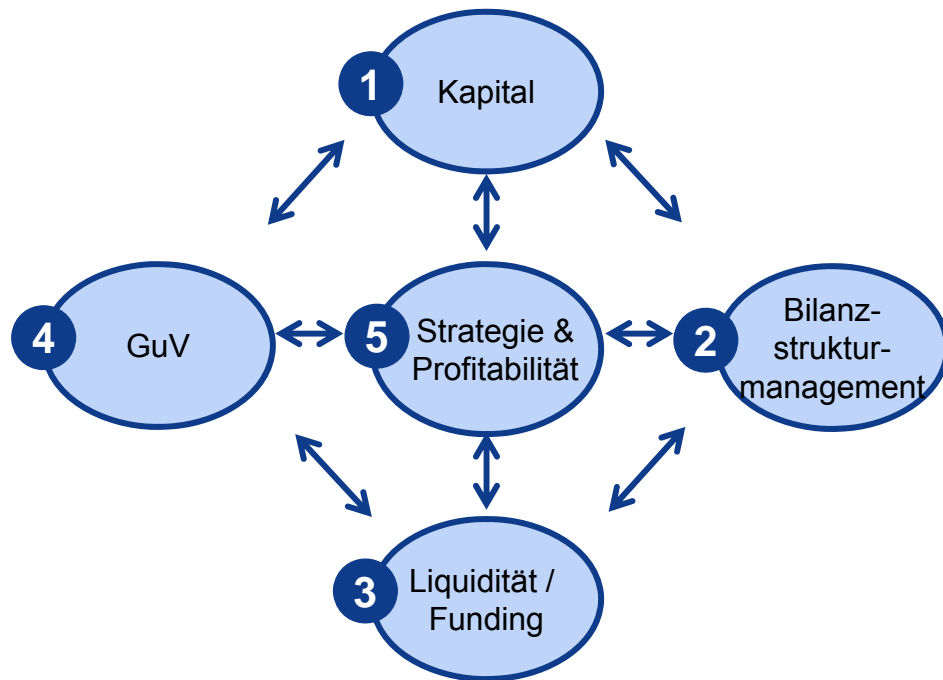 1
Kapital
4
GuV
5
Strategie &
Profitabilität
2
Bilanz-
struktur-
management
3
Liquidität /
Funding